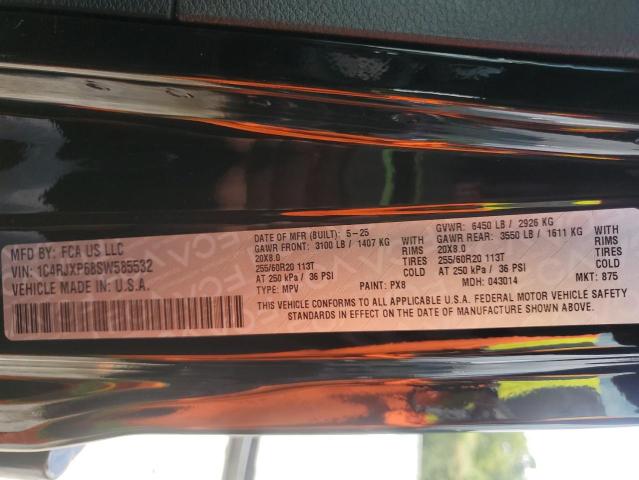 MFD BY: FCA US LLC
VIN: 1C4RJXP68SW585532
VEHICLE MADE IN: U.S.A.
DATE OF MFR (BUILT): 5-25
GVWR: 6450 LB / 2926 KG
GAWR FRONT: 3100 LB / 1407 KG
WITH
GAWR REAR: 3550 LB / 1611 KG
WITH
20X8.0
RIMS
20X8.0
RIMS
255/60R20 113T
TIRES
255/60R20 113T
TIRES
AT 250 kPa / 36 PSI
AT 250 kPa / 36 PSI
TYPE: MPV
PAINT: PX8
MDH: 043014
MKT: 875
THIS VEHICLE CONFORMS TO ALL APPLICABLE U.S.A. FEDERAL MOTOR VEHICLE SAFETY
STANDARDS IN EFFECT ON THE DATE OF MANUFACTURE SHOWN ABOVE.